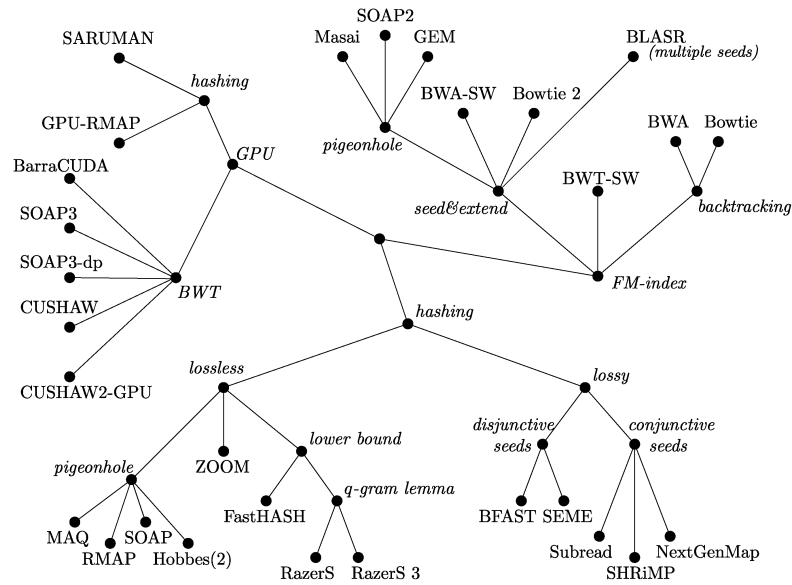 SOAP2
SARUMAN
Masai
GEM
BLASR
(multiple seeds)
hashing
BWA-SW
Bowtie 2
GPU-RMAP
BWA
Bowtie
pigeonhole
GPU
BarraCUDA
BWT-SW
seed&extend
backtracking
SOAP3
SOAP3-dp
BWT
FM-index
CUSHAW
hashing
CUSHAW2-GPU
lossless
lossy
disjunctive
seeds
conjunctive
seeds
lower bound
pigeonhole
ZOOM
q-gram lemma
FastHASH
BFAST
SEME
MAQ
SOAP
RMAP
Hobbes(2)
Subread
NextGenMap
RazerS
RazerS 3
SHRiMP